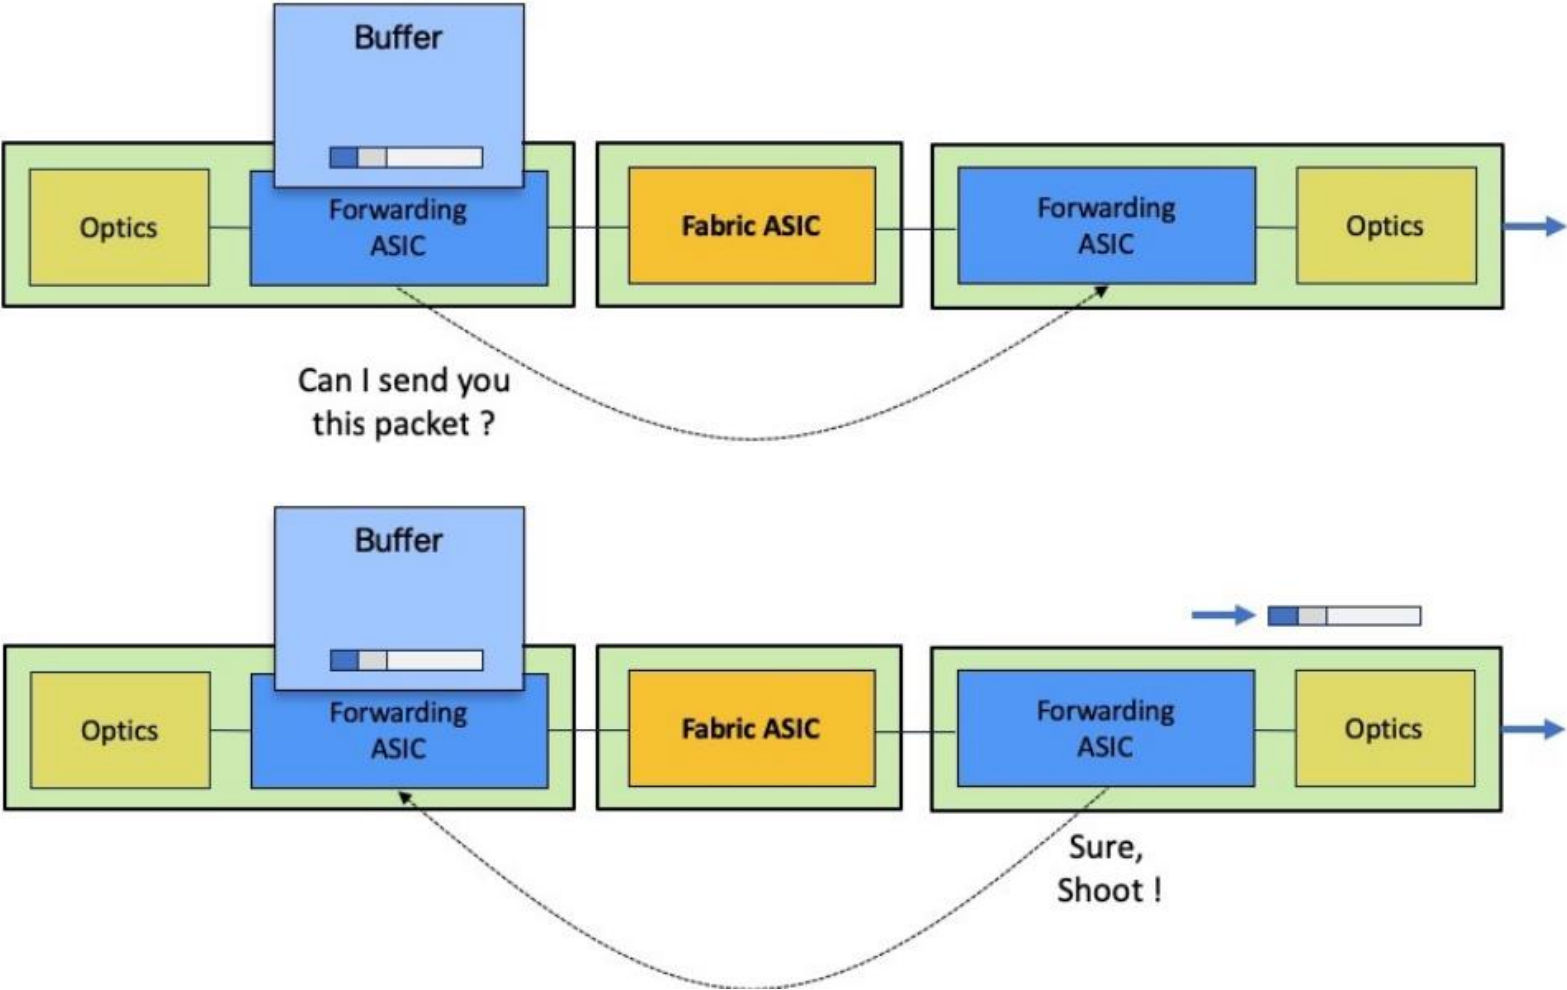 Buffer
Optics
Forwarding
ASIC
Fabric ASIC
Forwarding
ASIC
Optics
Can I send you
this packet ?
Buffer
Optics
Forwarding
ASIC
Fabric ASIC
Forwarding
ASIC
Optics
Sure,
Shoot !